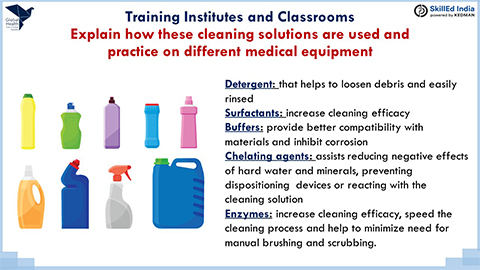 Global Health
SkillEd India
powered by KEDMAN
Training Institutes and Classrooms
Explain how these cleaning solutions are used and
practice on different medical equipment
Detergent: that helps to loosen debris and easily
rinsed
Surfactants: increase cleaning efficacy
Buffers: provide better compatibility with
materials and inhibit corrosion
Chelating agents: assists reducing negative effects
of hard water and minerals, preventing
dispositioning  devices or reacting with the
cleaning solution
Enzymes: increase cleaning efficacy, speed the
cleaning process and help to minimize need for
manual brushing and scrubbing.